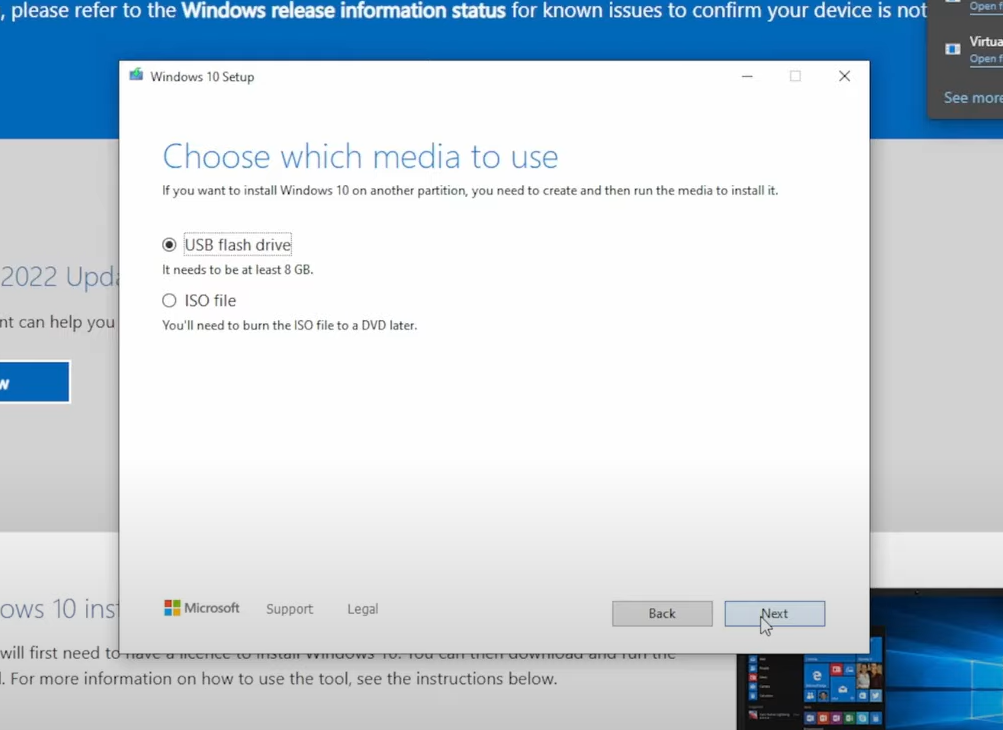 , please refer to the Windows release information status for known issues to confirm your device is not
Open f
Virtua
Open f
See more
Windows 10 Setup
Choose which media to use
If you want to install Windows 10 on another partition, you need to create and then run the media to install it.
USB flash drive
It needs to be at least 8 GB.
ISO file
You'll need to burn the ISO file to a DVD later.
2022 Upda
nt can help you
w
Microsoft
Support
Legal
Back
Next
ows 10 inst
will first need to have a licence to install Windows 10. You can then download and run the
l. For more information on how to use the tool, see the instructions below.